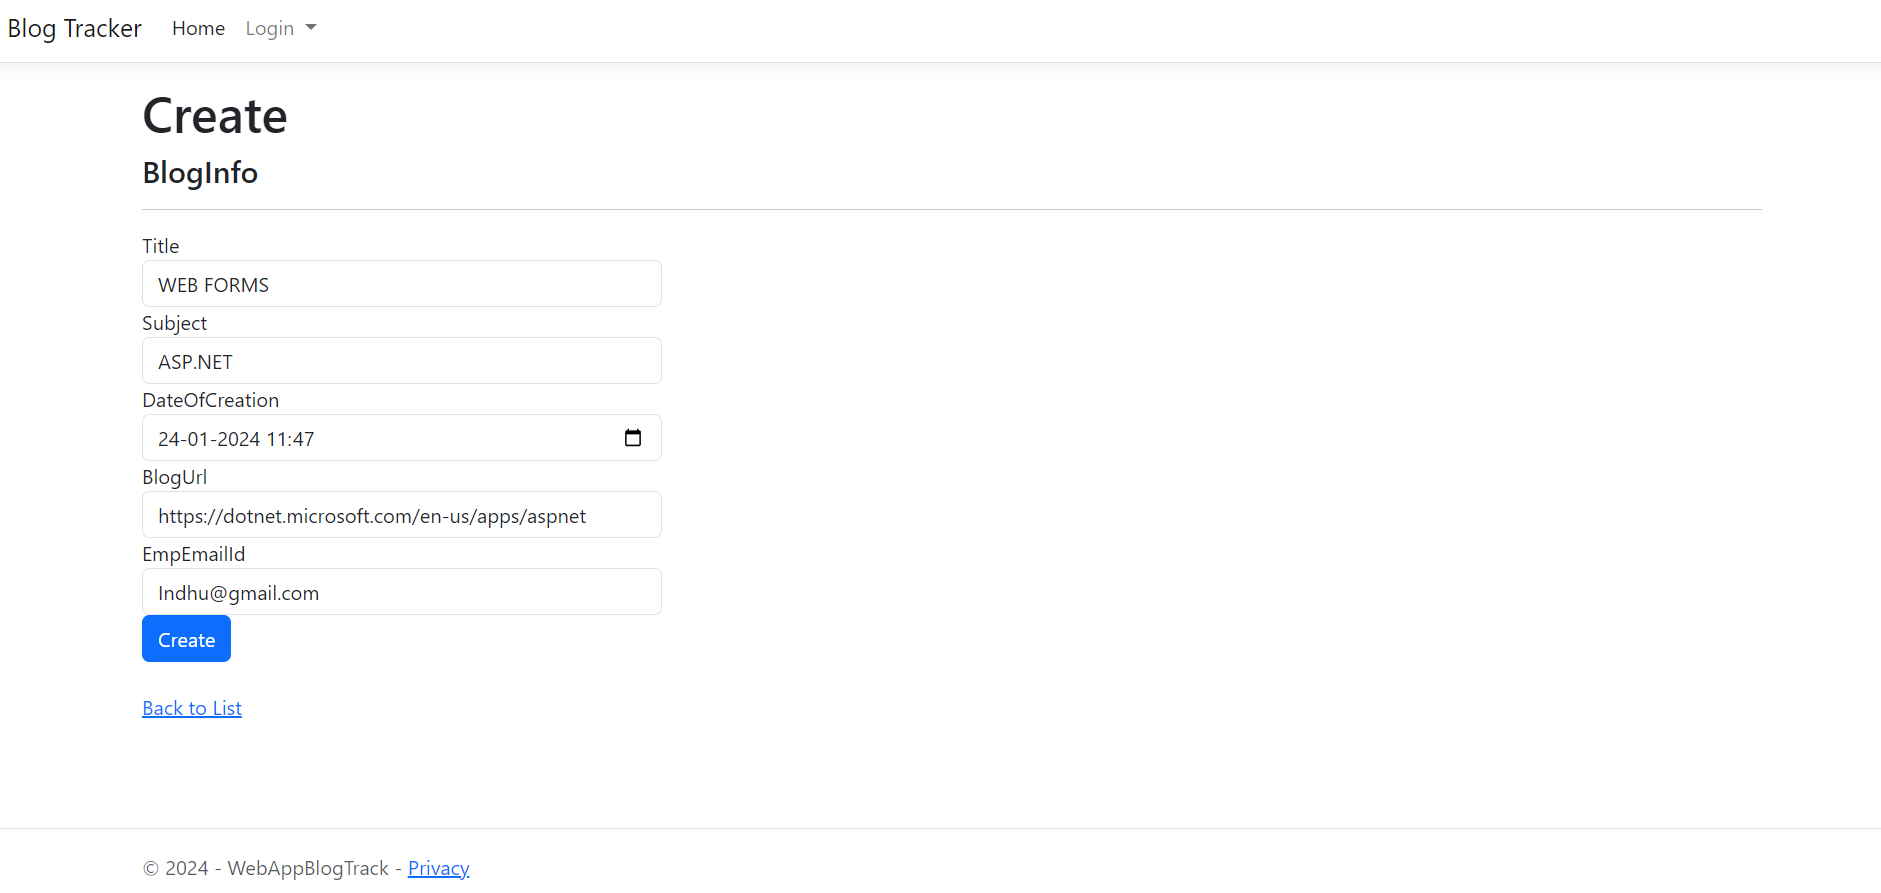 Blog Tracker Home Login
Create
BlogInfo
Title
WEB FORMS
Subject
ASP.NET
DateOfCreation
24-01-2024 11:47
BlogUrl
https://dotnet.microsoft.com/en-us/apps/aspnet
EmpEmailId
Indhu@gmail.com
Create
Back to List
© 2024 - WebAppBlogTrack - Privacy